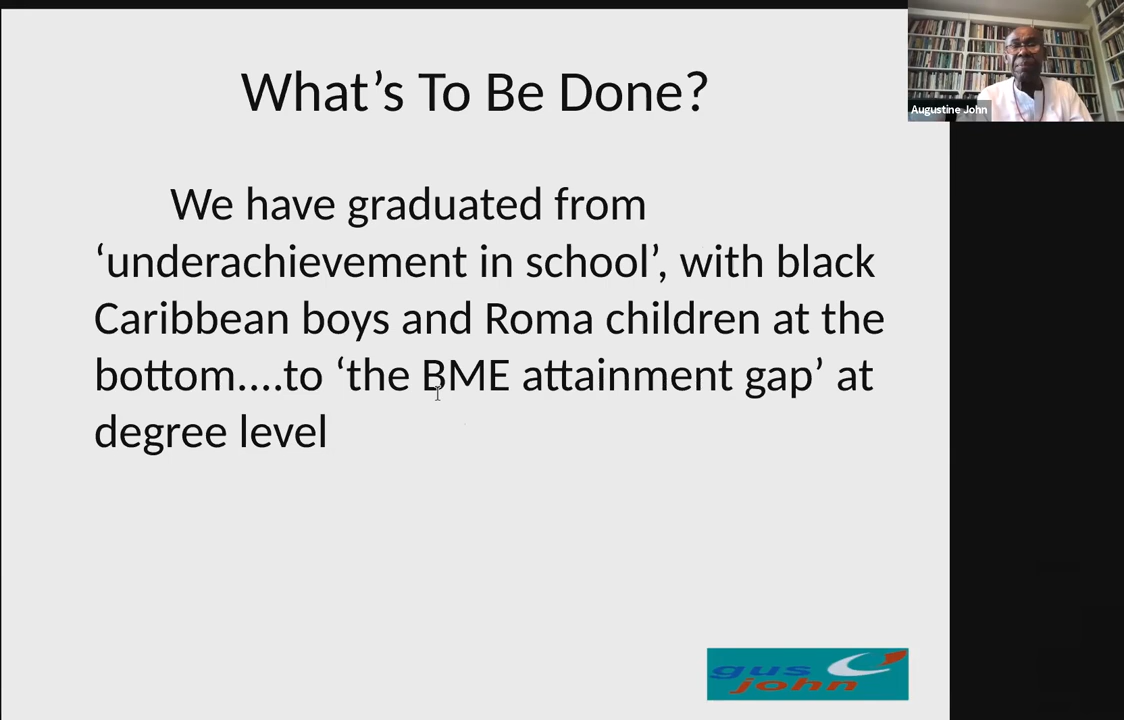 What’s To Be Done?
We have graduated from
‘underachievement in school’, with black
Caribbean boys and Roma children at the
bottom....to ‘the BME attainment gap’ at
degree level
Augustine John
gus
john